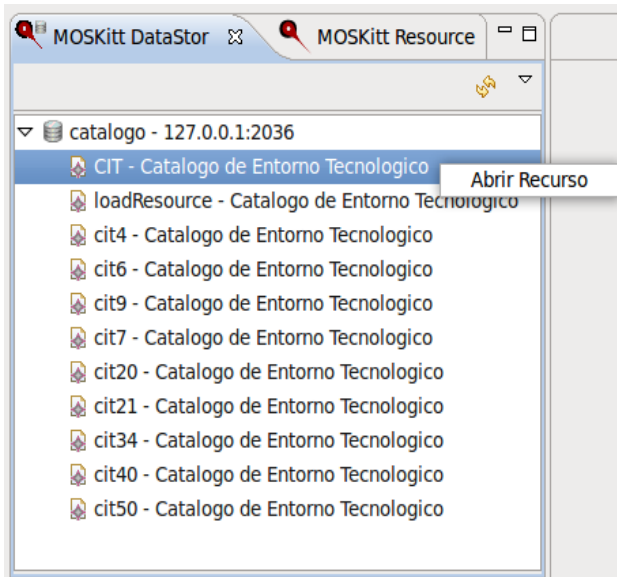 MOSKitt DataStor
MOSKitt Resource
catalogo - 127.0.0.1:2036
CIT - Catalogo de Entorno Tecnologico
Abrir Recurso
loadResource - Catalogo de Entorno Tecnologico
cit4 - Catalogo de Entorno Tecnologico
cit6 - Catalogo de Entorno Tecnologico
cit9 - Catalogo de Entorno Tecnologico
cit7 - Catalogo de Entorno Tecnologico
cit20 - Catalogo de Entorno Tecnologico
cit21 - Catalogo de Entorno Tecnologico
cit34 - Catalogo de Entorno Tecnologico
cit40 - Catalogo de Entorno Tecnologico
cit50 - Catalogo de Entorno Tecnologico